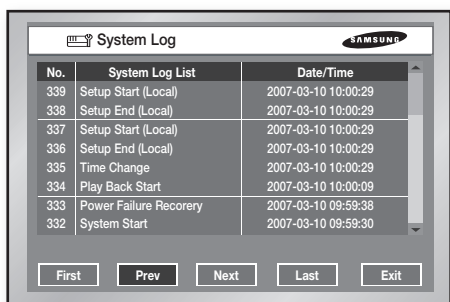 System Log
SAMSUNG
No. System Log List Date/Time
339 Setup Start (Local) 2007-03-10 10:00:29
338 Setup End (Local) 2007-03-10 10:00:29
337 Setup Start (Local) 2007-03-10 10:00:29
336 Setup End (Local) 2007-03-10 10:00:29
335 Time Change 2007-03-10 10:00:29
334 Play Back Start 2007-03-10 10:00:09
333 Power Failure Recorery 2007-03-10 09:59:38
332 System Start 2007-03-10 09:59:30
First Prev Next Last Exit